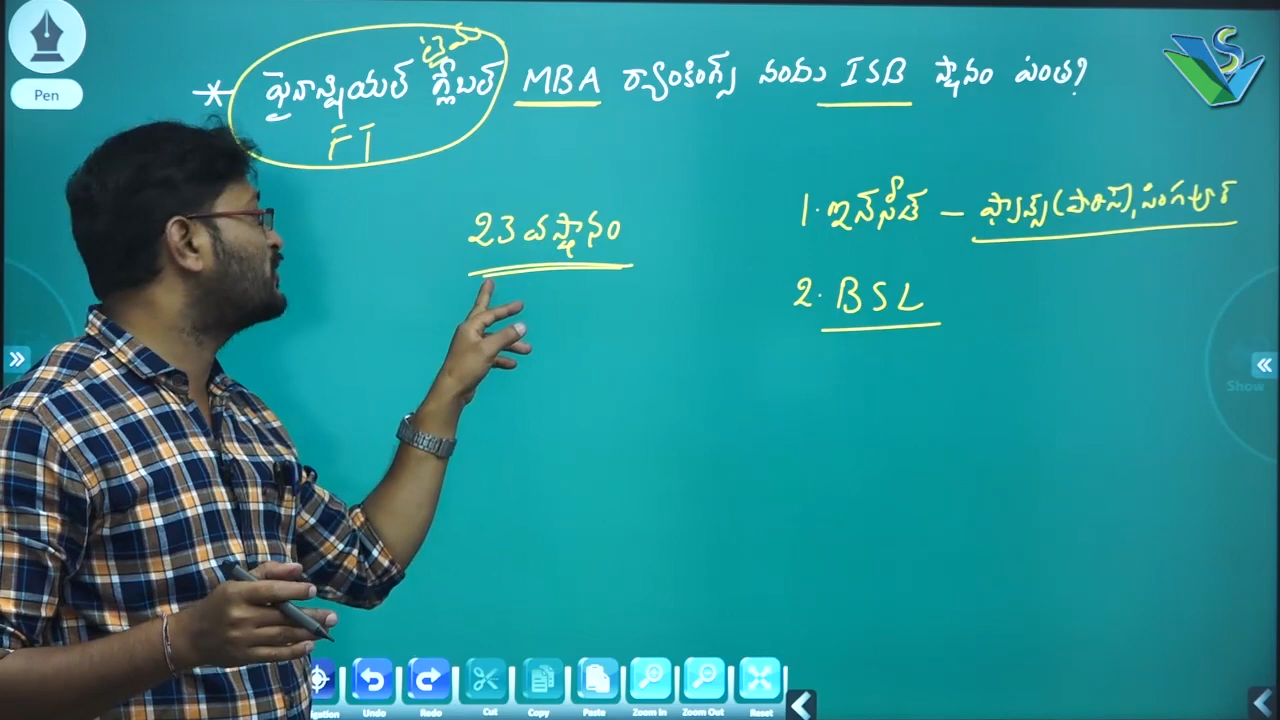 Pen
టైమ్స్
* ఫైనాన్షియల్ గ్లోబల్ MBA ర్యాంకింగ్స్ నందు ISB స్థానం ఎంత?
FT
23వ స్థానం
1. ఇన్‌సీడ్ – ఫ్రాన్స్ (పారిస్), సింగపూర్
2. BSL
Show
Undo Redo Cut Copy Paste Zoom In Zoom Out Reset